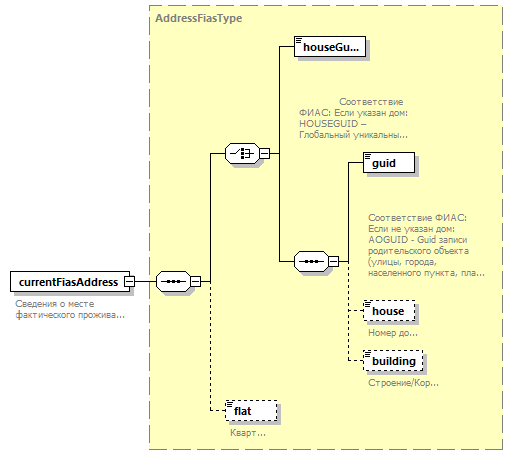 AddressFiasType
houseGu...
Соответствие
ФИАС: Если указан дом:
HOUSEGUID –
Глобальный уникальны...
guid
Соответствие ФИАС:
Если не указан дом:
AOGUID - Guid записи
родительского объекта
(улицы, города,
населенного пункта, пла...
currentFiasAddress
Сведения о месте
фактического прожива...
house
Номер до...
building
Строение/Кор...
flat
Кварт...